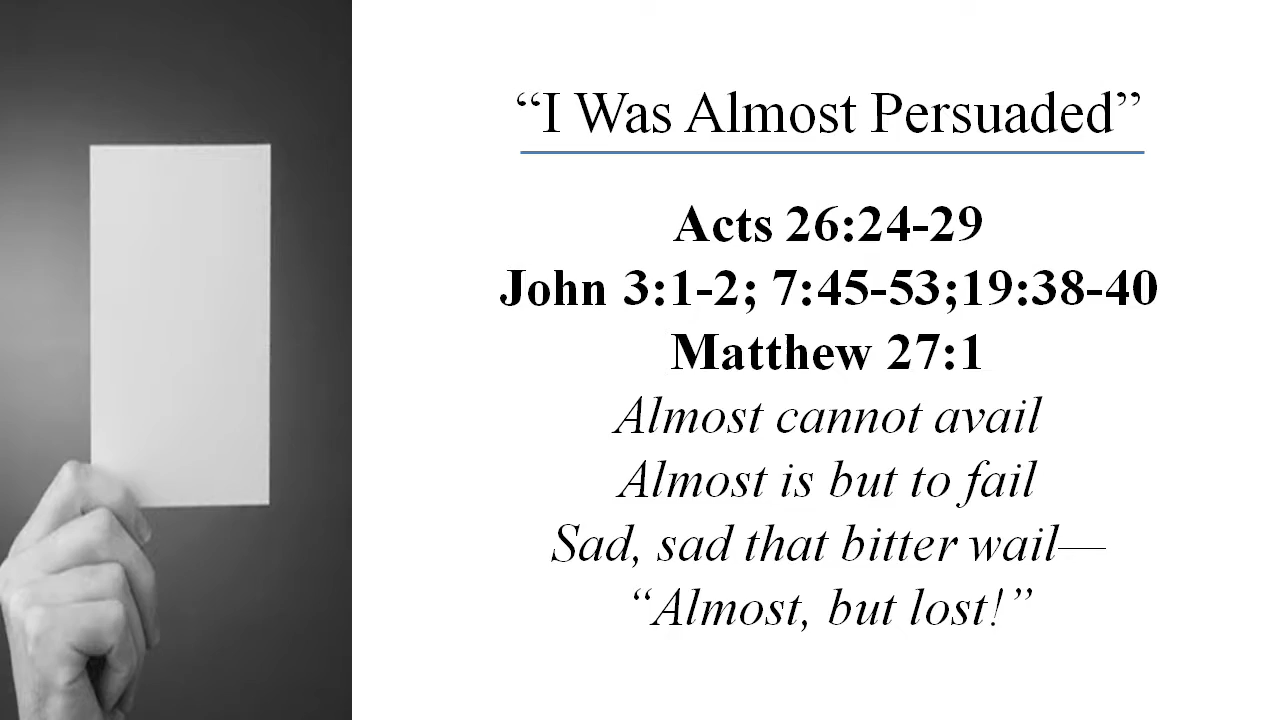 “I Was Almost Persuaded”
Acts 26:24-29
John 3:1-2; 7:45-53;19:38-40
Matthew 27:1
Almost cannot avail
Almost is but to fail
Sad, sad that bitter wail—
“Almost, but lost!”